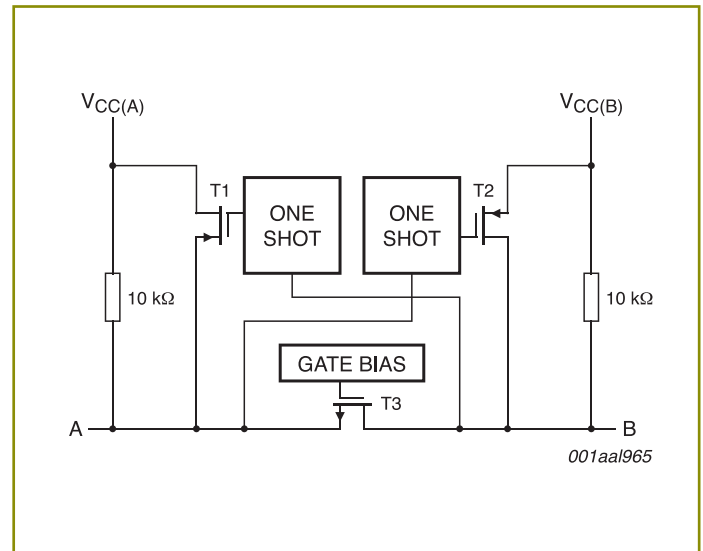 VCC(A)
VCC(B)
T1
ONE
SHOT
ONE
SHOT
T2
10 kΩ
10 kΩ
GATE BIAS
T3
A
B
001aal965